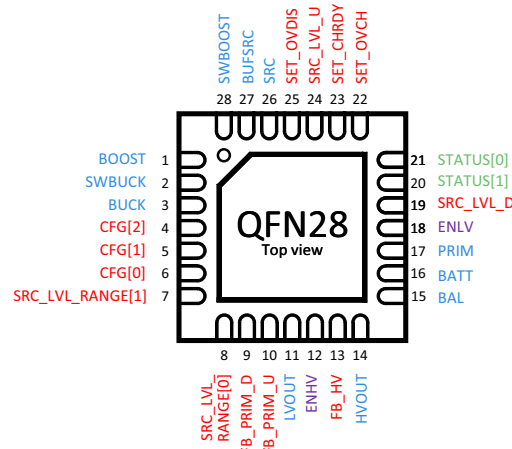 SWBOOST
BUFSRC
SRC
SET_OVDIS
SRC_LVL_U
SET_CHRDY
SET_OVCH
28 27 26 25 24 23 22
BOOST 1
SWBUCK 2
BUCK 3
CFG[2] 4
CFG[1] 5
CFG[0] 6
SRC_LVL_RANGE[1] 7
QFN28
Top view
21 STATUS[0]
20 STATUS[1]
19 SRC_LVL_D
18 ENLV
17 PRIM
16 BATT
15 BAL
8 9 10 11 12 13 14
SRC_LVL_
RANGE[0]
FB_PRIM_D
FB_PRIM_U
LVOUT
ENHV
FB_HV
HVOUT